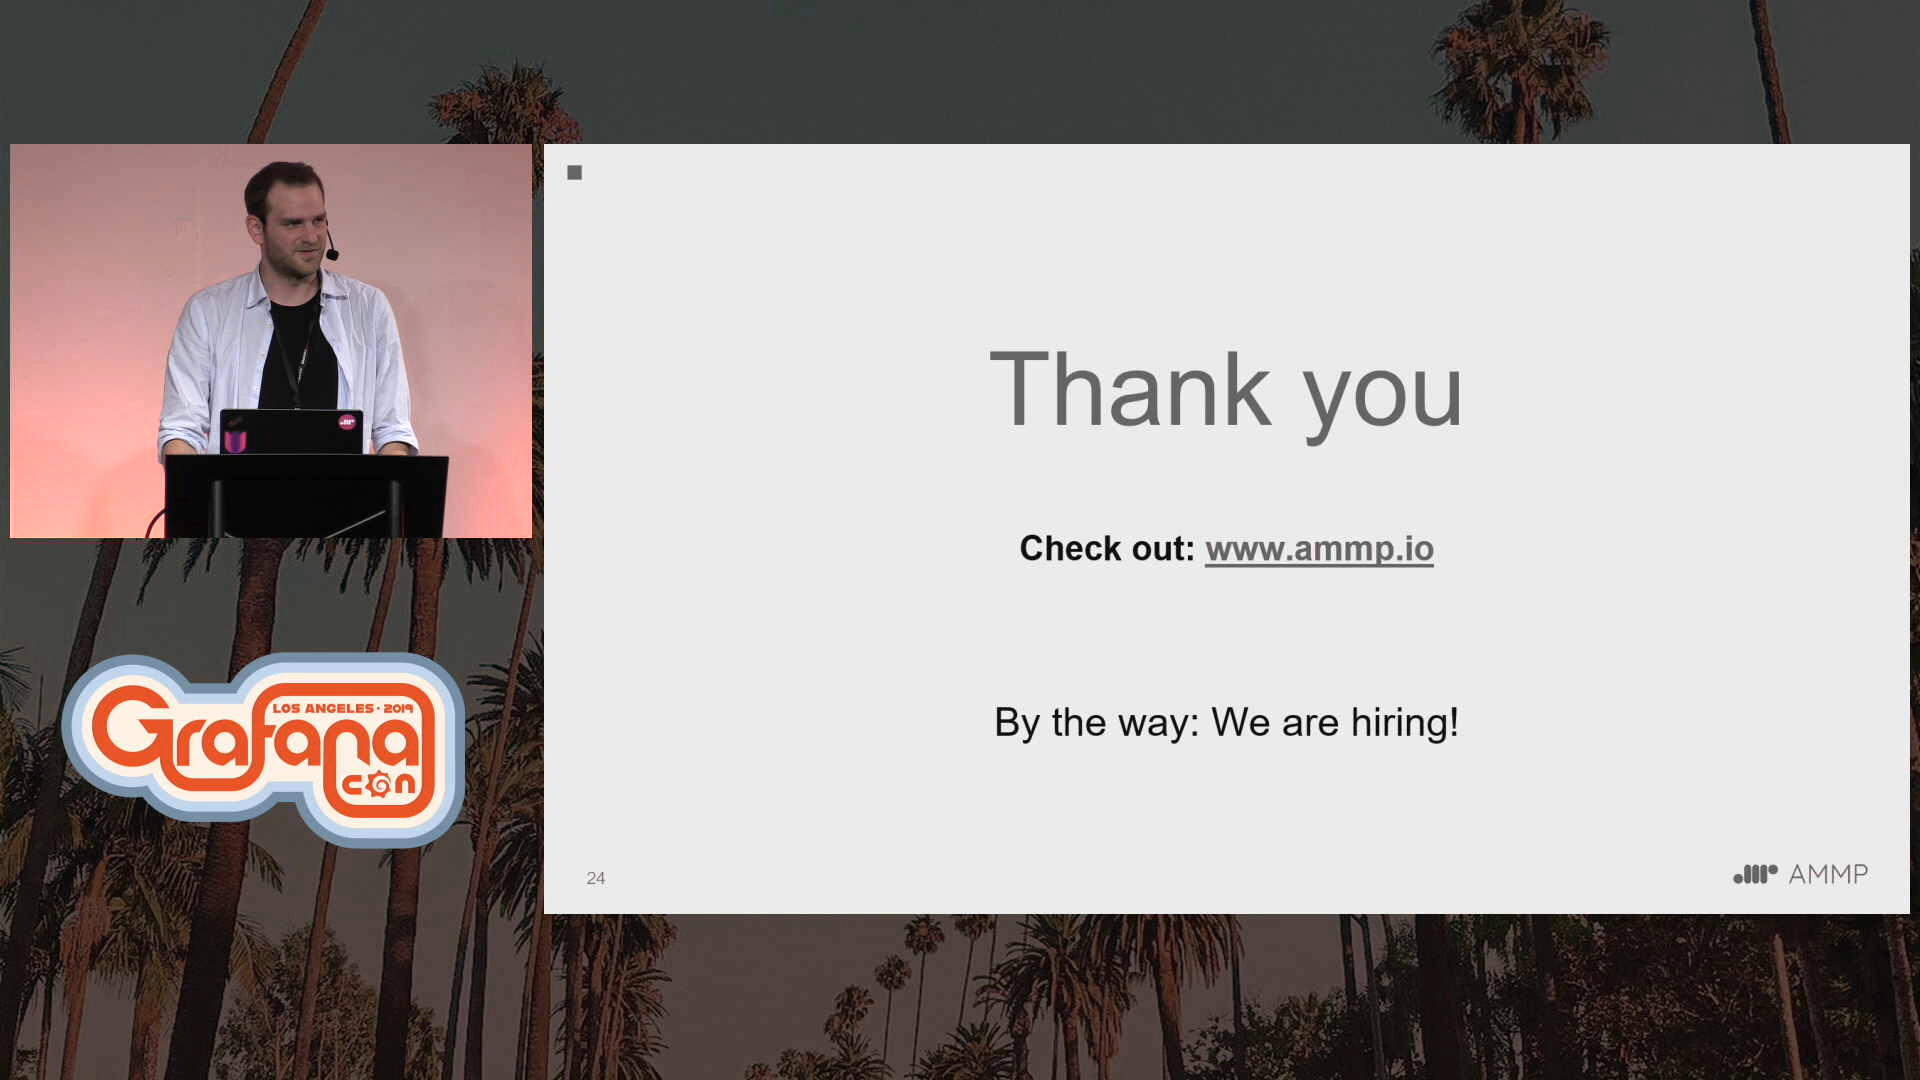 Thank you
Check out: www.ammp.io
By the way: We are hiring!
24
AMMP
LOS ANGELES · 2019
Grafana
con